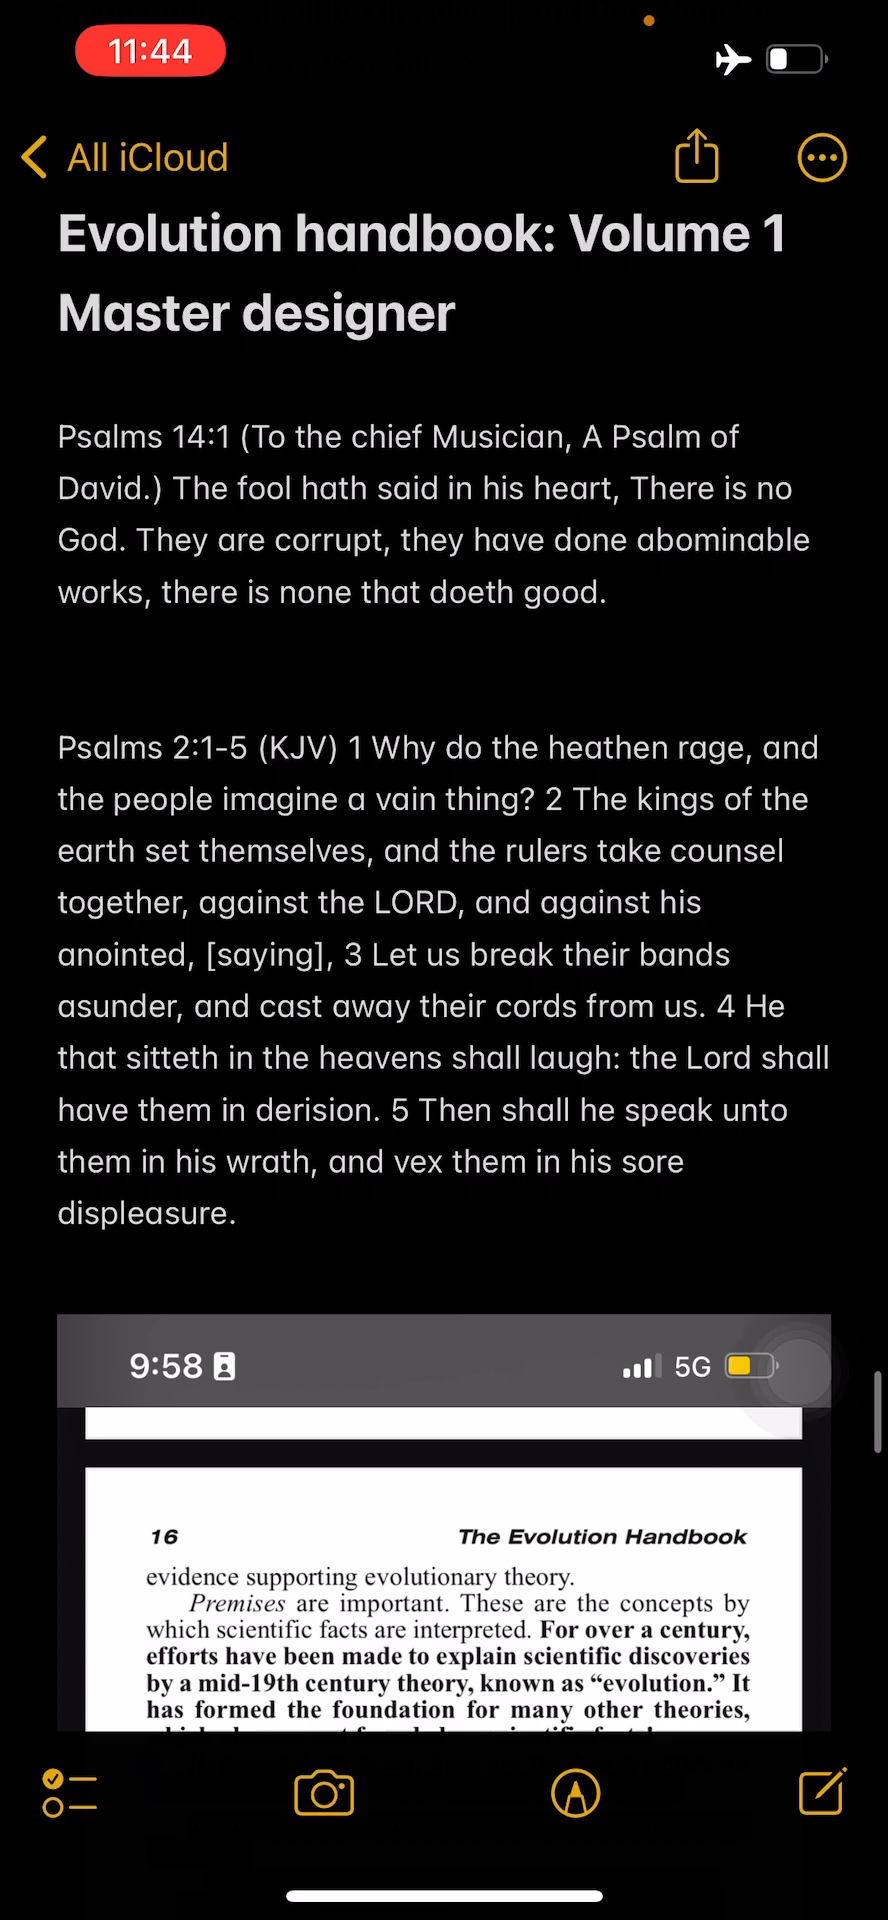 11:44
All iCloud
Evolution handbook: Volume 1
Master designer
Psalms 14:1 (To the chief Musician, A Psalm of
David.) The fool hath said in his heart, There is no
God. They are corrupt, they have done abominable
works, there is none that doeth good.
Psalms 2:1-5 (KJV) 1 Why do the heathen rage, and
the people imagine a vain thing? 2 The kings of the
earth set themselves, and the rulers take counsel
together, against the LORD, and against his
anointed, [saying], 3 Let us break their bands
asunder, and cast away their cords from us. 4 He
that sitteth in the heavens shall laugh: the Lord shall
have them in derision. 5 Then shall he speak unto
them in his wrath, and vex them in his sore
displeasure.
9:58 5G
16 The Evolution Handbook
evidence supporting evolutionary theory.
Premises are important. These are the concepts by
which scientific facts are interpreted. For over a century,
efforts have been made to explain scientific discoveries
by a mid-19th century theory, known as “evolution.” It
has formed the foundation for many other theories,